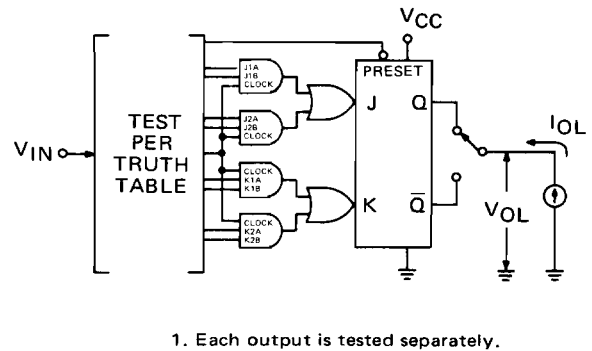 VCC
J1A
J1B
CLOCK
PRESET
J
Q
J2A
J2B
CLOCK
IOL
TEST
PER
TRUTH
TABLE
VIN
CLOCK
K1A
K1B
K
Q̅
VOL
CLOCK
K2A
K2B
1. Each output is tested separately.